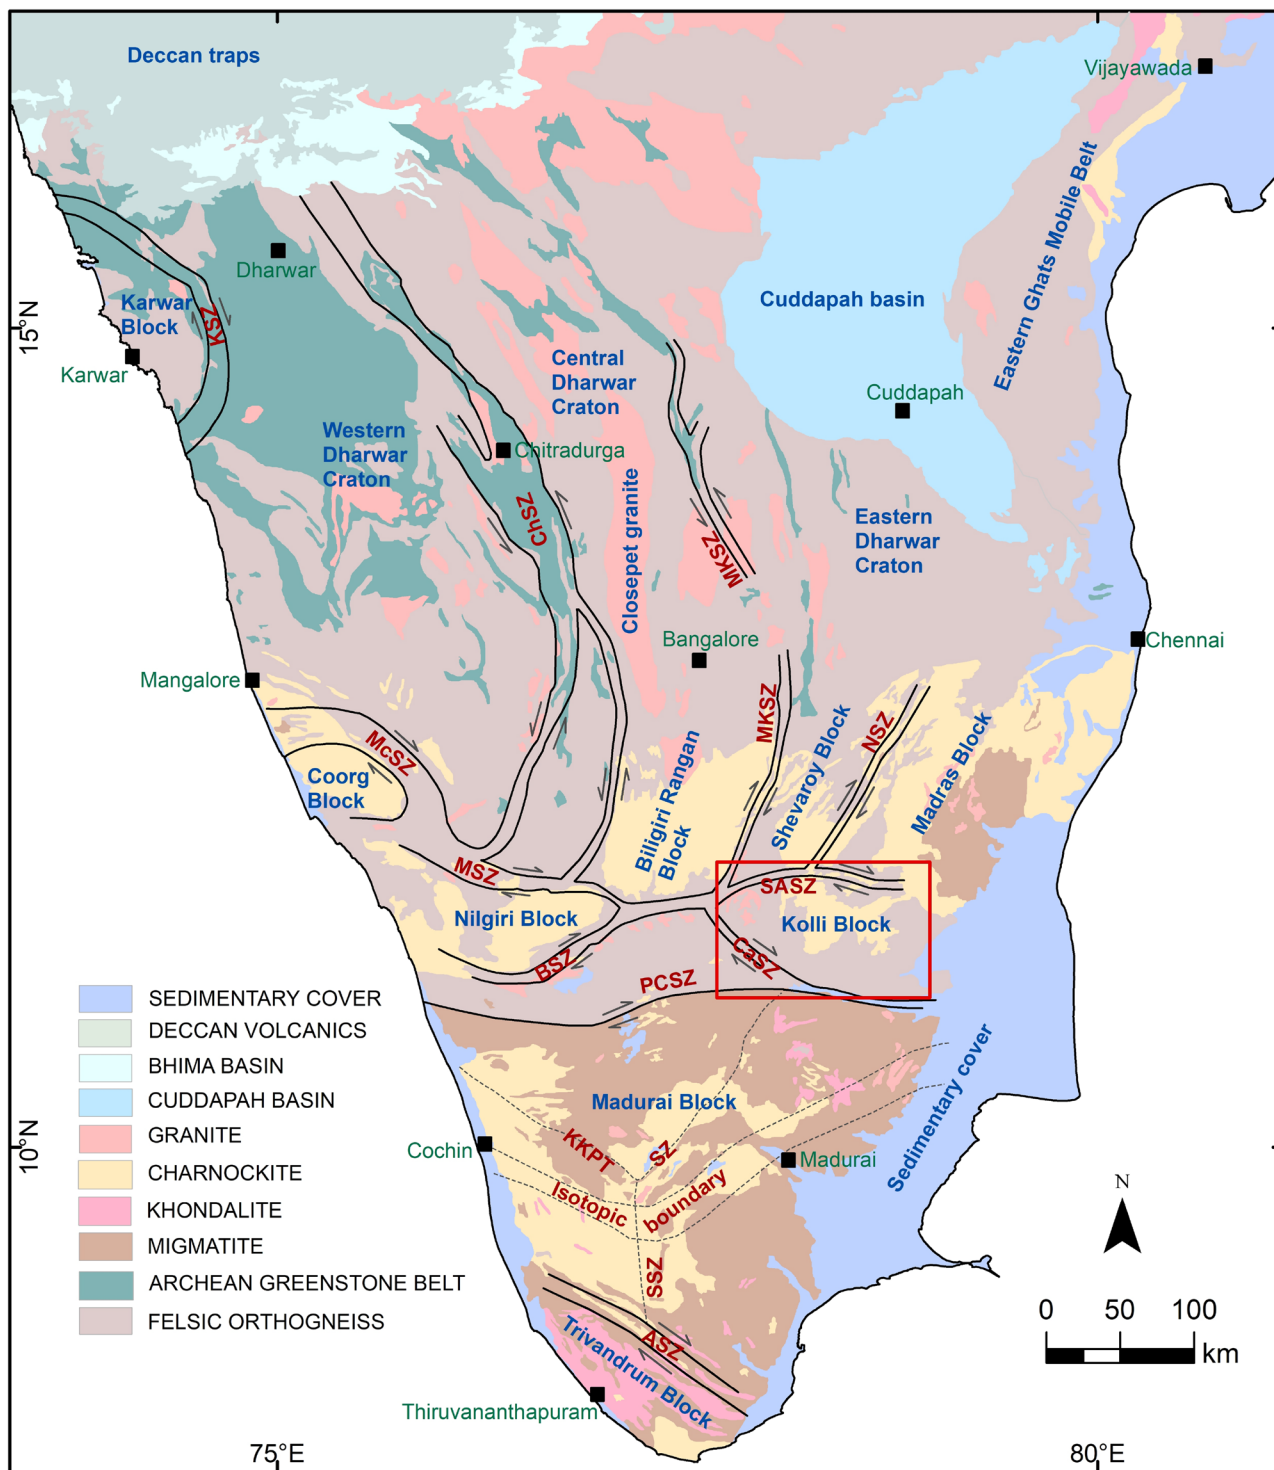 Deccan traps
Vijayawada
Eastern Ghats Mobile Belt
Dharwar
Cuddapah basin
Karwar
Block
KSZ
15°N
Karwar
Central
Dharwar
Craton
Cuddapah
Western
Dharwar
Craton
Chitradurga
ChSZ
Closepet granite
MKSZ
Eastern
Dharwar
Craton
Bangalore
Chennai
Mangalore
McSZ
MKSZ
NSZ
Coorg
Block
Biligiri Rangan
Block
Shevaroy Block
Madras Block
MSZ
SASZ
Nilgiri Block
Kolli Block
BSZ
CaSZ
PCSZ
SEDIMENTARY COVER
DECCAN VOLCANICS
BHIMA BASIN
CUDDAPAH BASIN
GRANITE
CHARNOCKITE
KHONDALITE
MIGMATITE
ARCHEAN GREENSTONE BELT
FELSIC ORTHOGNEISS
Sedimentary cover
Madurai Block
10°N
Cochin
KKPT
SZ
Madurai
Isotopic
boundary
N
SSZ
0 50 100
km
ASZ
Trivandrum Block
Thiruvananthapuram
75°E
80°E